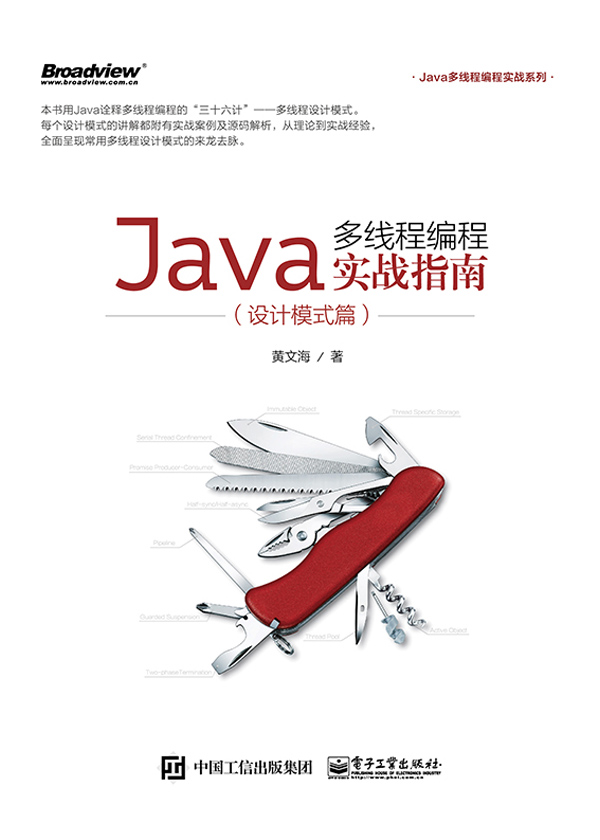 Broadview®
www.broadview.com.cn
·Java多线程编程实战系列·
本书用Java诠释多线程编程的“三十六计”——多线程设计模式。
每个设计模式的讲解都附有实战案例及源码解析，从理论到实战经验，
全面呈现常用多线程设计模式的来龙去脉。
Java 多线程编程
实战指南
（设计模式篇）
黄文海 / 著
Immutable Object
Thread Specific Storage
Serial Thread Confinement
Promise Producer-Consumer
Half-sync/Half-async
Pipeline
Guarded Suspension
Active Object
Thread Pool
Two-phaseTermination
中国工信出版集团
电子工业出版社
PUBLISHING HOUSE OF ELECTRONICS INDUSTRY
http://www.phei.com.cn